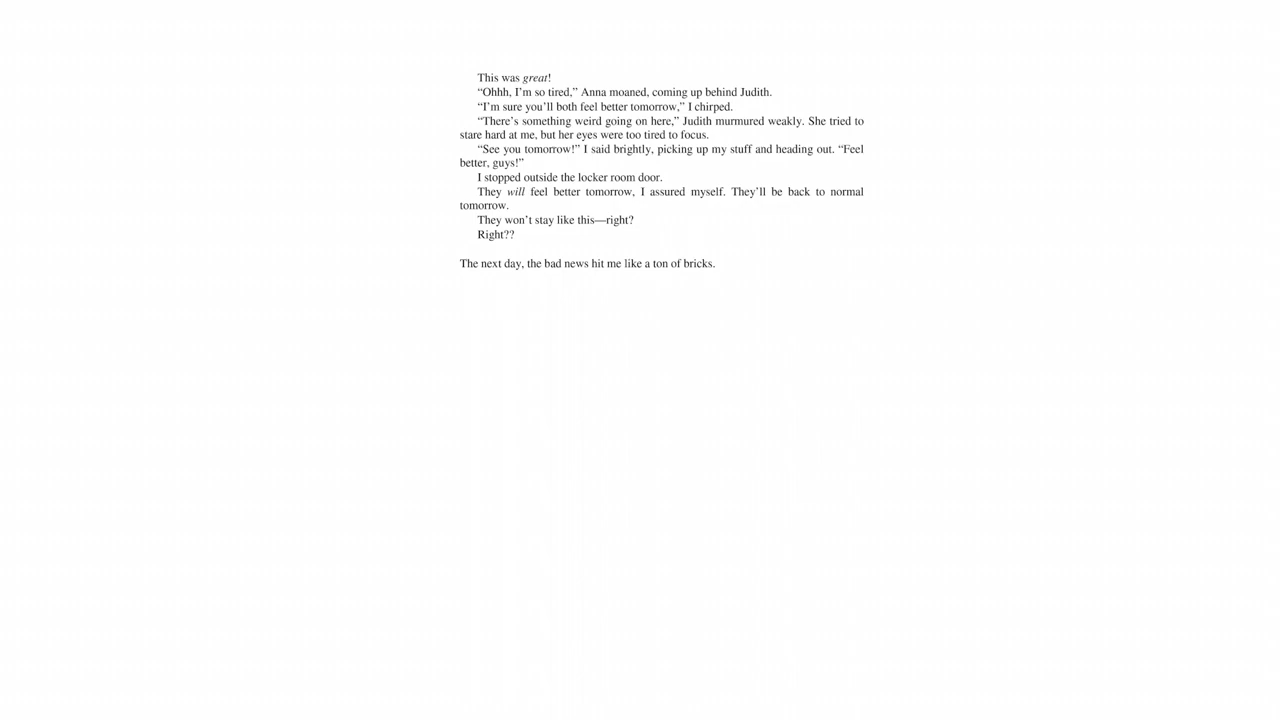 This was great!
“Ohhh, I’m so tired,” Anna moaned, coming up behind Judith.
“I’m sure you’ll both feel better tomorrow,” I chirped.
“There’s something weird going on here,” Judith murmured weakly. She tried to
stare hard at me, but her eyes were too tired to focus.
“See you tomorrow!” I said brightly, picking up my stuff and heading out. “Feel
better, guys!”
I stopped outside the locker room door.
They will feel better tomorrow, I assured myself. They’ll be back to normal
tomorrow.
They won’t stay like this—right?
Right??
The next day, the bad news hit me like a ton of bricks.